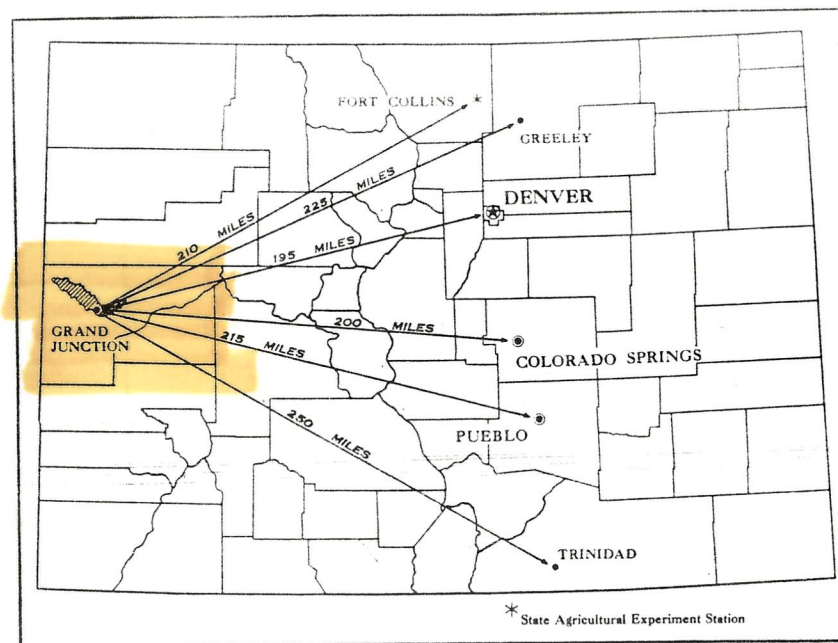 FORT COLLINS *
GREELEY
DENVER
210 MILES
225 MILES
195 MILES
GRAND
JUNCTION
200 MILES
215 MILES
COLORADO SPRINGS
250 MILES
PUEBLO
TRINIDAD
* State Agricultural Experiment Station